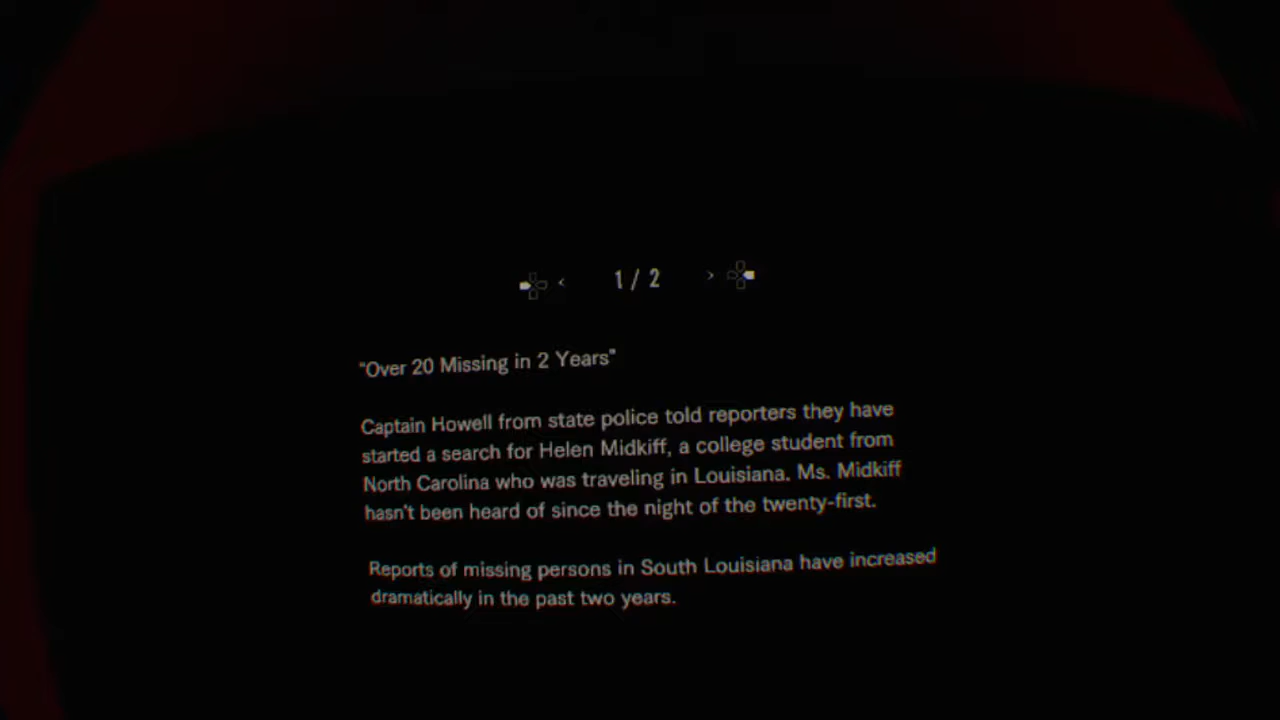 < 1 / 2 >
"Over 20 Missing in 2 Years"
Captain Howell from state police told reporters they have
started a search for Helen Midkiff, a college student from
North Carolina who was traveling in Louisiana. Ms. Midkiff
hasn't been heard of since the night of the twenty-first.
Reports of missing persons in South Louisiana have increased
dramatically in the past two years.